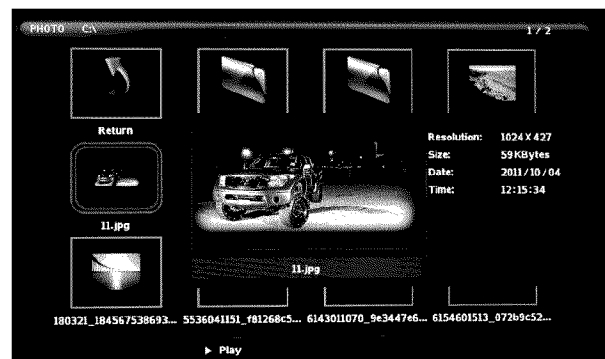 PHOTO C:\ 1 / 2
Return
Resolution: 1024 X 427
Size: 59 KBytes
Date: 2011 / 10 / 04
Time: 12:15:34
11.jpg
11.jpg
180321_184567538693... 5536041151_f81268c5... 6143011070_9e3447e6... 6154601513_072b9c52...
▶ Play